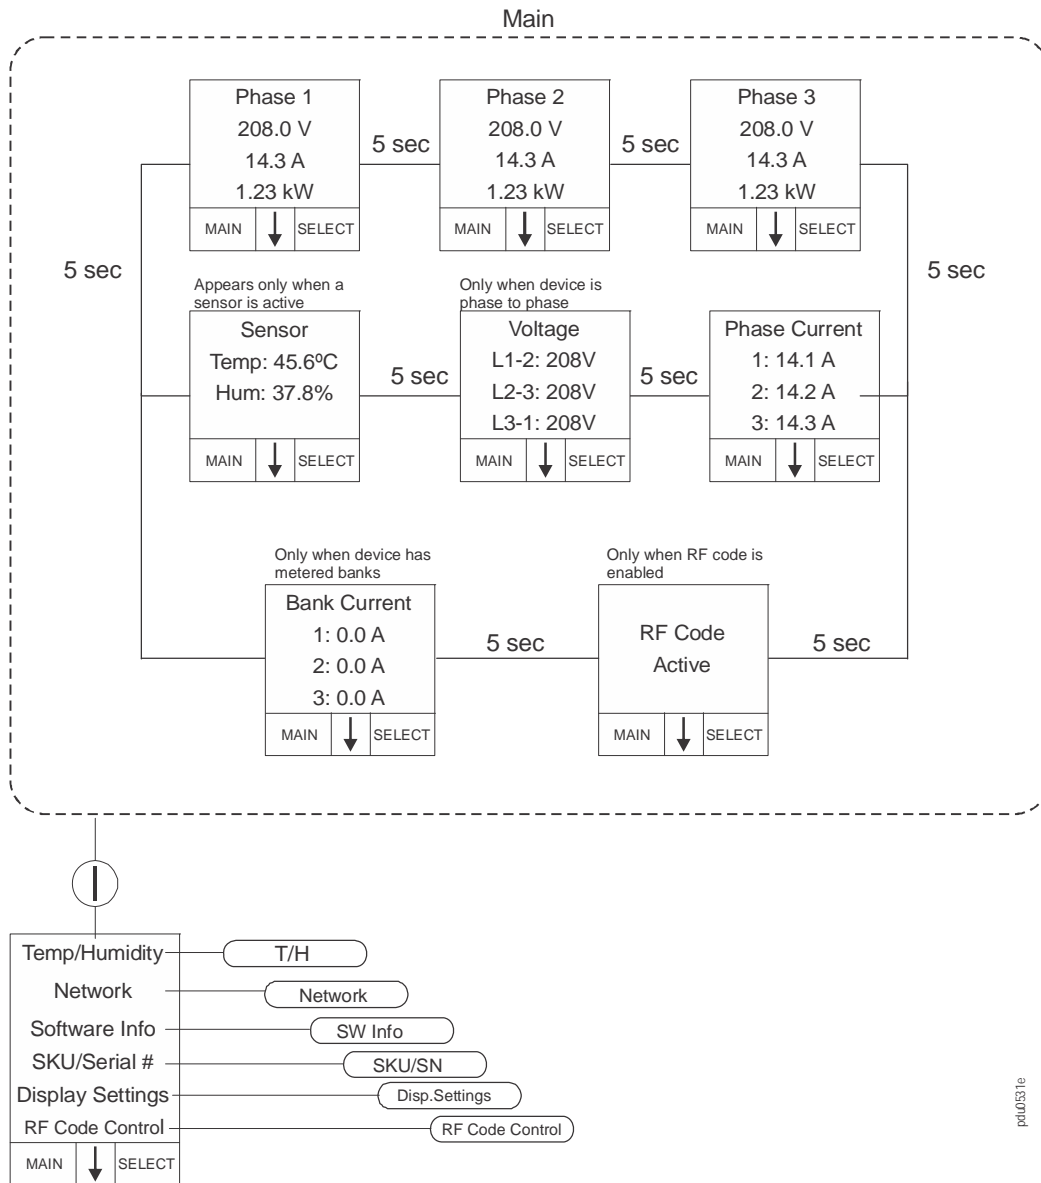 Main
Phase 1
208.0 V
14.3 A
1.23 kW
MAIN SELECT
5 sec
Phase 2
208.0 V
14.3 A
1.23 kW
MAIN SELECT
5 sec
Phase 3
208.0 V
14.3 A
1.23 kW
MAIN SELECT
5 sec
5 sec
Appears only when a
sensor is active
Sensor
Temp: 45.6ºC
Hum: 37.8%
MAIN SELECT
5 sec
Only when device is
phase to phase
Voltage
L1-2: 208V
L2-3: 208V
L3-1: 208V
MAIN SELECT
5 sec
Phase Current
1: 14.1 A
2: 14.2 A
3: 14.3 A
MAIN SELECT
Only when device has
metered banks
Bank Current
1: 0.0 A
2: 0.0 A
3: 0.0 A
MAIN SELECT
5 sec
Only when RF code is
enabled
RF Code
Active
MAIN SELECT
5 sec
Temp/Humidity T/H
Network Network
Software Info SW Info
SKU/Serial # SKU/SN
Display Settings Disp.Settings
RF Code Control RF Code Control
MAIN SELECT
pdu0531e